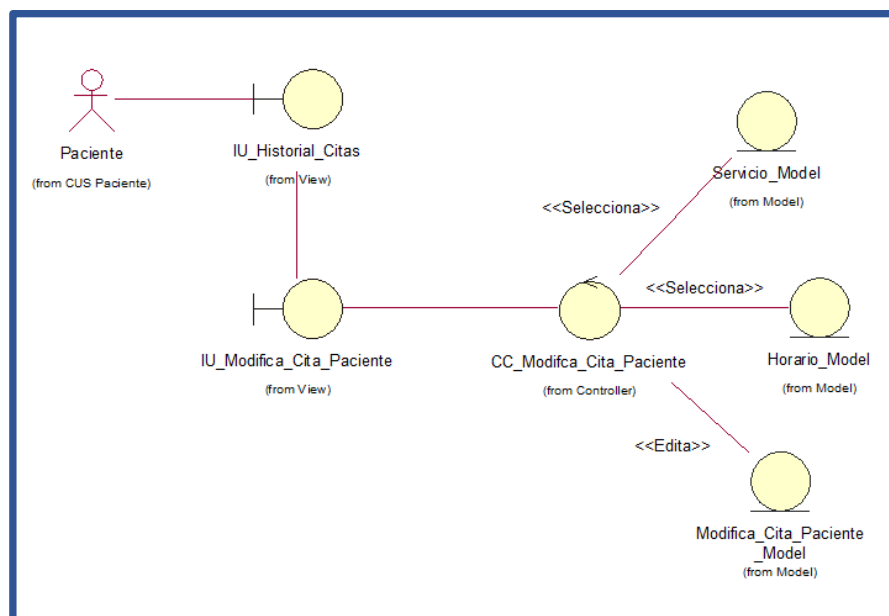 Paciente
(from CUS Paciente)
IU_Historial_Citas
(from View)
Servicio_Model
(from Model)
<<Selecciona>>
<<Selecciona>>
IU_Modifica_Cita_Paciente
(from View)
CC_Modifca_Cita_Paciente
(from Controller)
Horario_Model
(from Model)
<<Edita>>
Modifica_Cita_Paciente
_Model
(from Model)